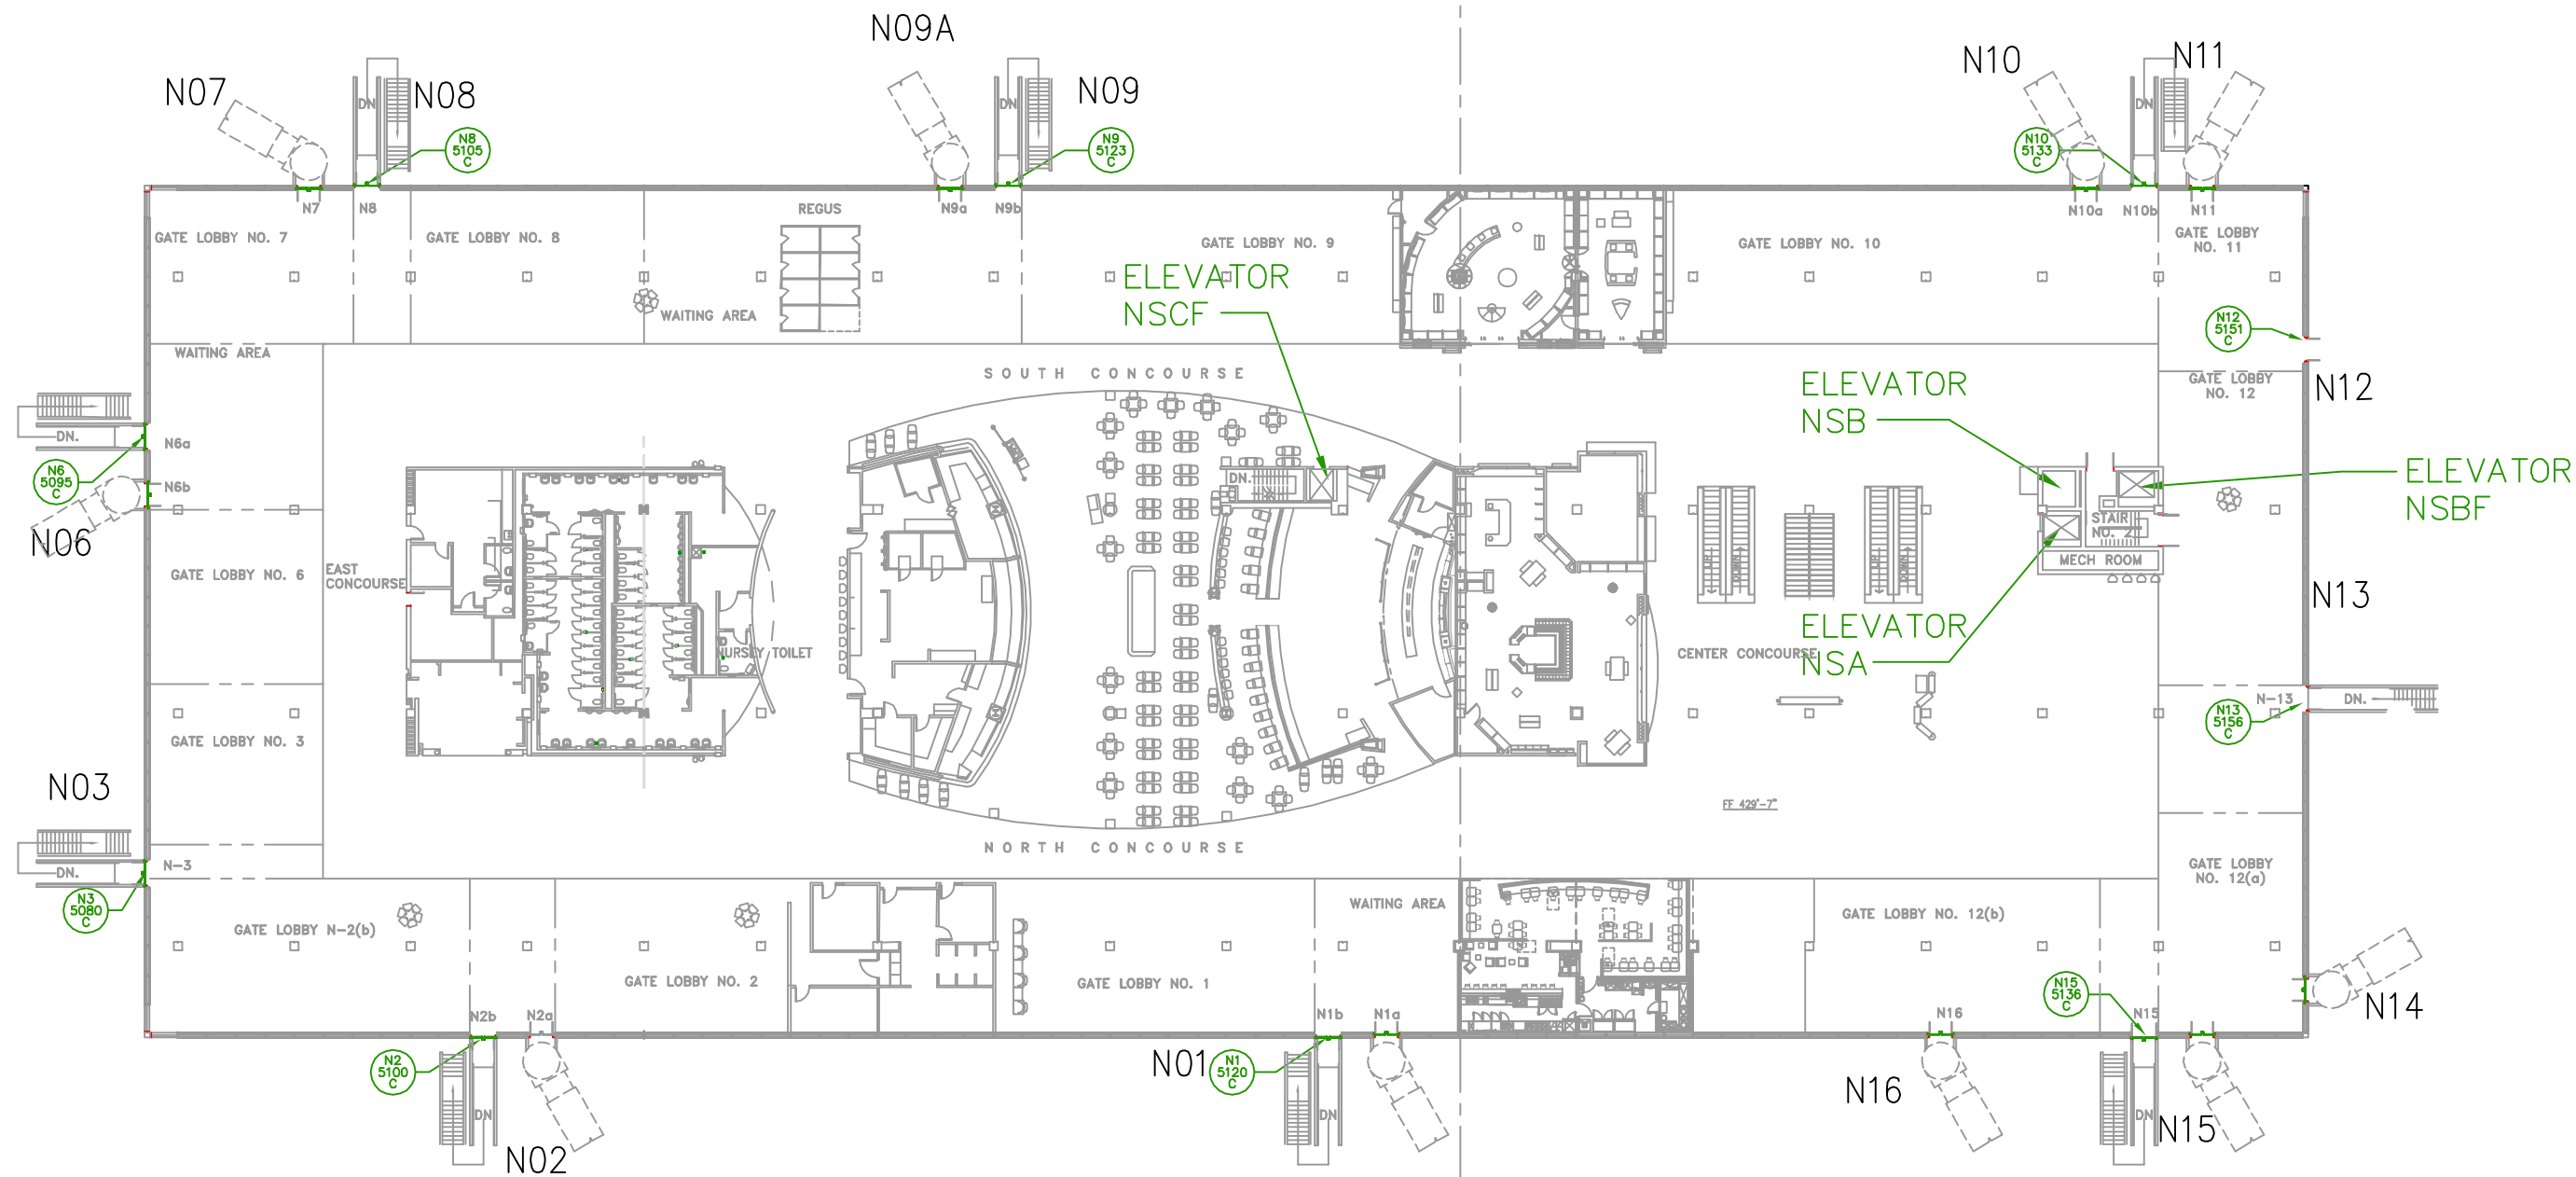 N09A
N10
N11
N07
N08
N09
DN
DN
DN
N8
5105
C
N9
5123
C
N10
5133
C
N7
N8
N9a
N9b
N10a
N10b
N11
REGUS
GATE LOBBY NO. 7
GATE LOBBY NO. 8
GATE LOBBY NO. 9
GATE LOBBY NO. 10
GATE LOBBY
NO. 11
ELEVATOR
NSCF
WAITING AREA
WAITING AREA
N12
5151
C
SOUTH CONCOURSE
ELEVATOR
NSB
GATE LOBBY
NO. 12
N12
DN.
N6a
N6
5095
C
N6b
N06
DN.
ELEVATOR
NSBF
STAIR
NO. 2
MECH ROOM
GATE LOBBY NO. 6
EAST
CONCOURSE
N13
ELEVATOR
NSA
NURSEY TOILET
CENTER CONCOURSE
N-13
DN.
N13
5156
C
GATE LOBBY NO. 3
N03
FF 429'-7"
NORTH CONCOURSE
DN.
N-3
N3
5080
C
GATE LOBBY
NO. 12(a)
WAITING AREA
GATE LOBBY NO. 12(b)
GATE LOBBY N-2(b)
GATE LOBBY NO. 2
GATE LOBBY NO. 1
N15
5136
C
N14
N2b
N2a
N1b
N1a
N16
N15
N2
5100
C
N01
N1
5120
C
N16
DN
DN
DN
N15
N02